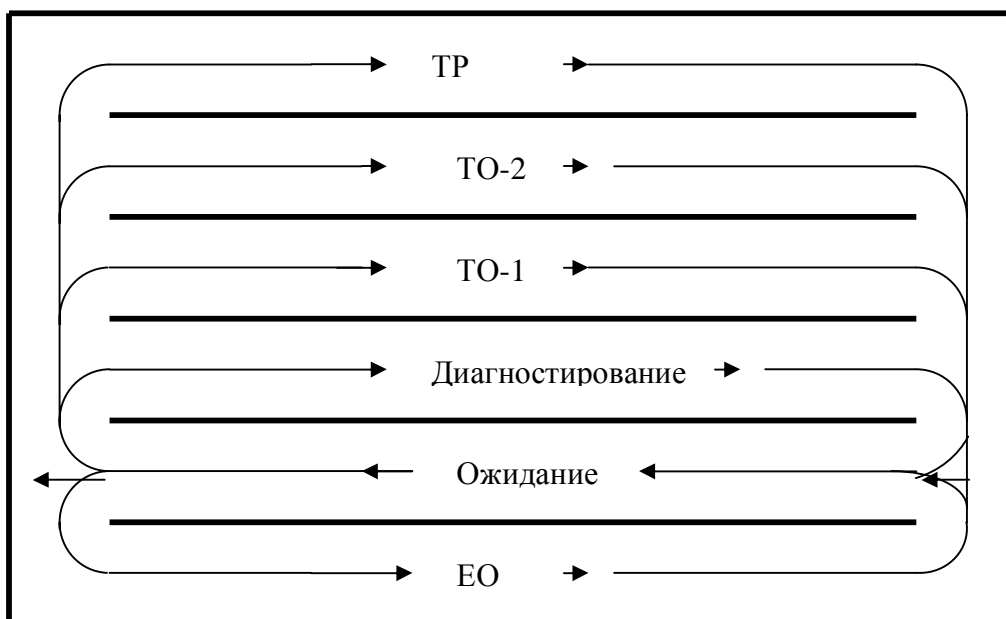 ТР
ТО-2
ТО-1
Диагностирование
Ожидание
ЕО